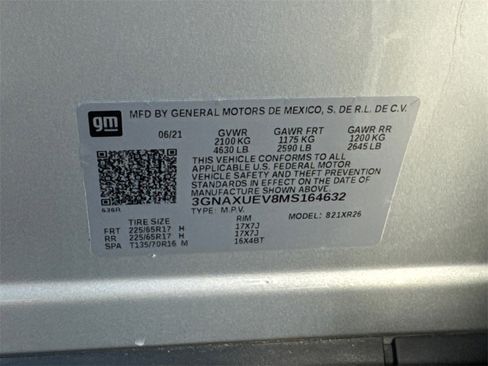 MFD BY GENERAL MOTORS DE MEXICO, S. DE R.L. DE C.V.
gm
06/21 GVWR GAWR FRT GAWR RR
2100 KG 1175 KG 1200 KG
4630 LB 2590 LB 2645 LB
THIS VEHICLE CONFORMS TO ALL
APPLICABLE U.S. FEDERAL MOTOR
VEHICLE SAFETY AND THEFT PREVENTION
STANDARDS IN EFFECT ON THE DATE OF
MANUFACTURE SHOWN ABOVE.
3GNAXUEV8MS164632
TYPE: M.P.V. MODEL: 821XR26
TIRE SIZE RIM
FRT 225/65R17 H 17X7J
RR 225/65R17 H 17X7J
SPA T135/70R16 M 16X4BT